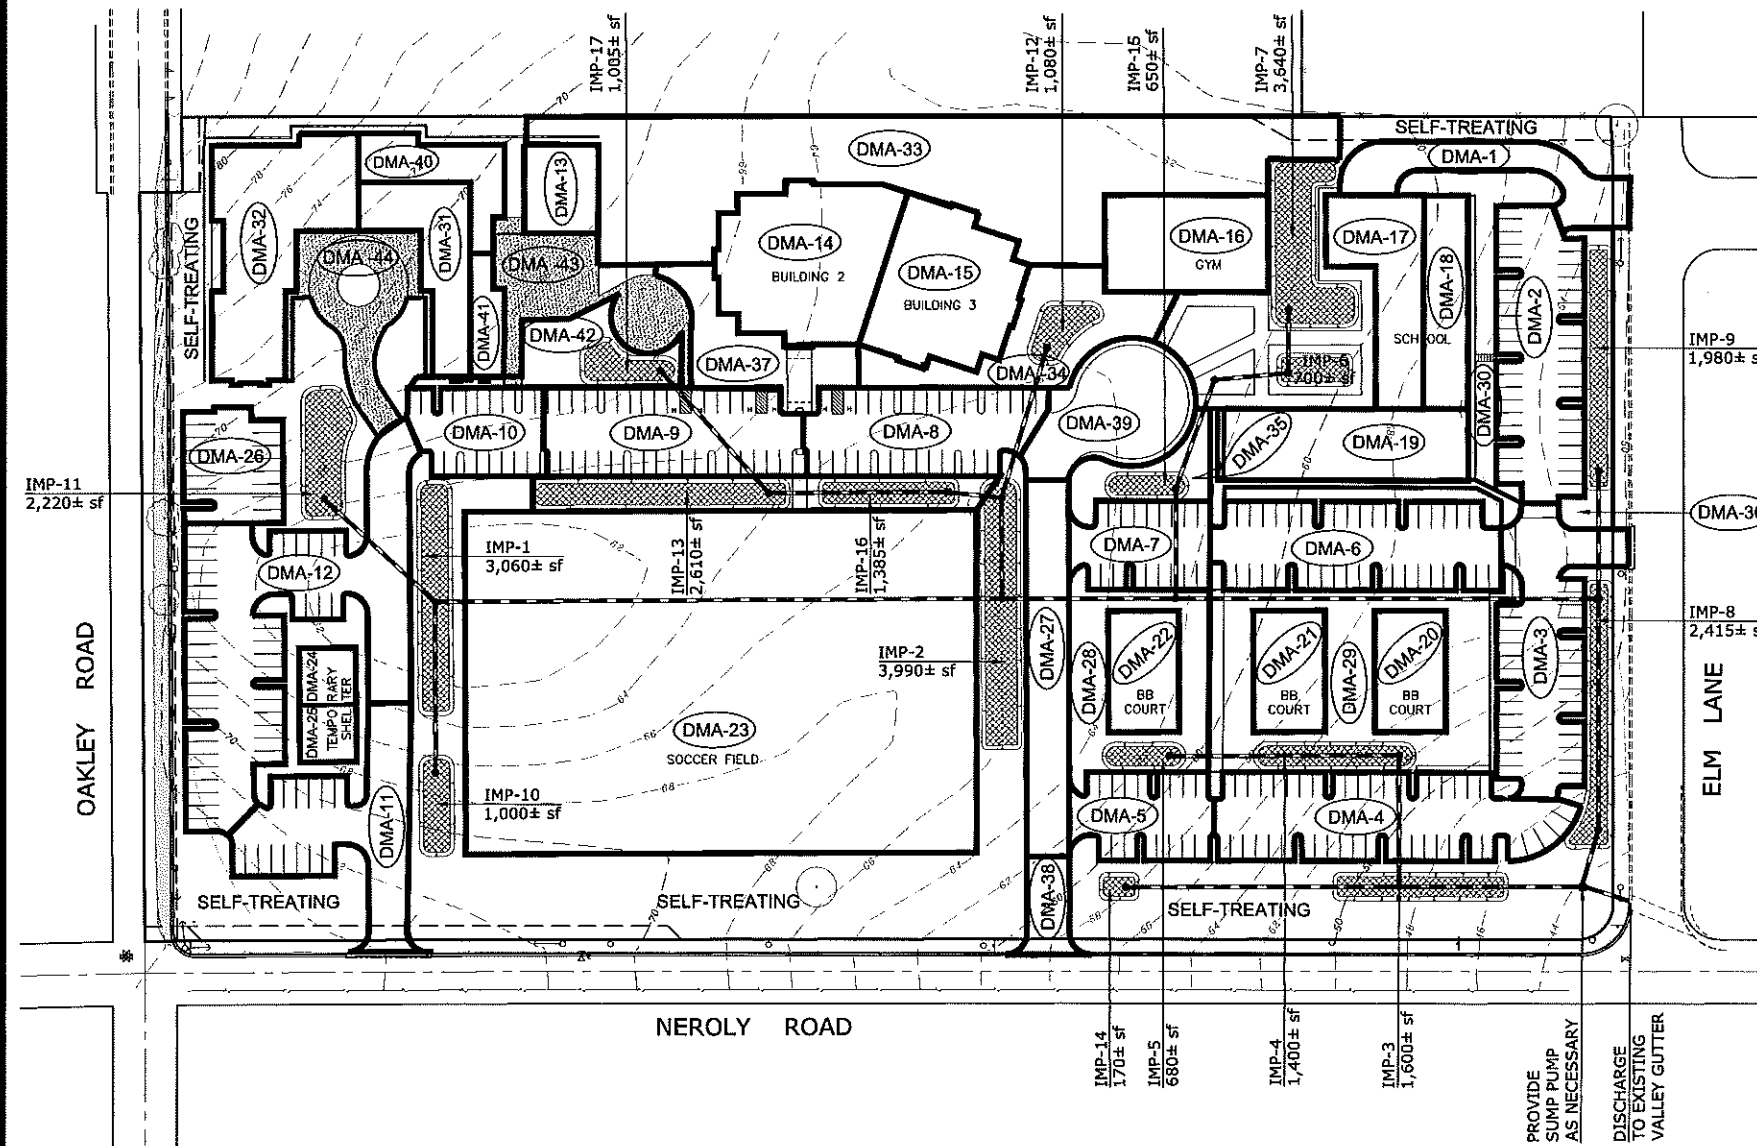 IMP-17
1,085± sf
IMP-12
1,080± sf
IMP-15
650± sf
IMP-7
3,640± sf
SELF-TREATING
DMA-1
DMA-33
DMA-40
DMA-13
DMA-32
DMA-31
DMA-44
DMA-43
DMA-41
DMA-42
DMA-37
DMA-14
BUILDING 2
DMA-15
BUILDING 3
DMA-16
GYM
DMA-17
DMA-18
SCHOOL
DMA-2
IMP-9
1,980± sf
SELF-TREATING
DMA-34
DMA-30
DMA-39
DMA-35
DMA-19
DMA-10
DMA-9
DMA-8
DMA-26
IMP-11
2,220± sf
IMP-1
3,060± sf
IMP-13
2,610± sf
IMP-16
1,385± sf
DMA-7
DMA-6
DMA-12
IMP-8
2,415± sf
OAKLEY ROAD
DMA-24
DMA-25
TEMPORARY
SHELTER
IMP-2
3,990± sf
DMA-27
DMA-28
DMA-22
BB
COURT
DMA-21
BB
COURT
DMA-29
DMA-20
BB
COURT
DMA-3
ELM LANE
DMA-23
SOCCER FIELD
IMP-10
1,000± sf
DMA-11
DMA-5
DMA-4
DMA-38
SELF-TREATING
SELF-TREATING
SELF-TREATING
NEROLY ROAD
IMP-14
170± sf
IMP-5
680± sf
IMP-4
1,400± sf
IMP-3
1,600± sf
PROVIDE
SUMP PUMP
AS NECESSARY
DISCHARGE
TO EXISTING
VALLEY GUTTER